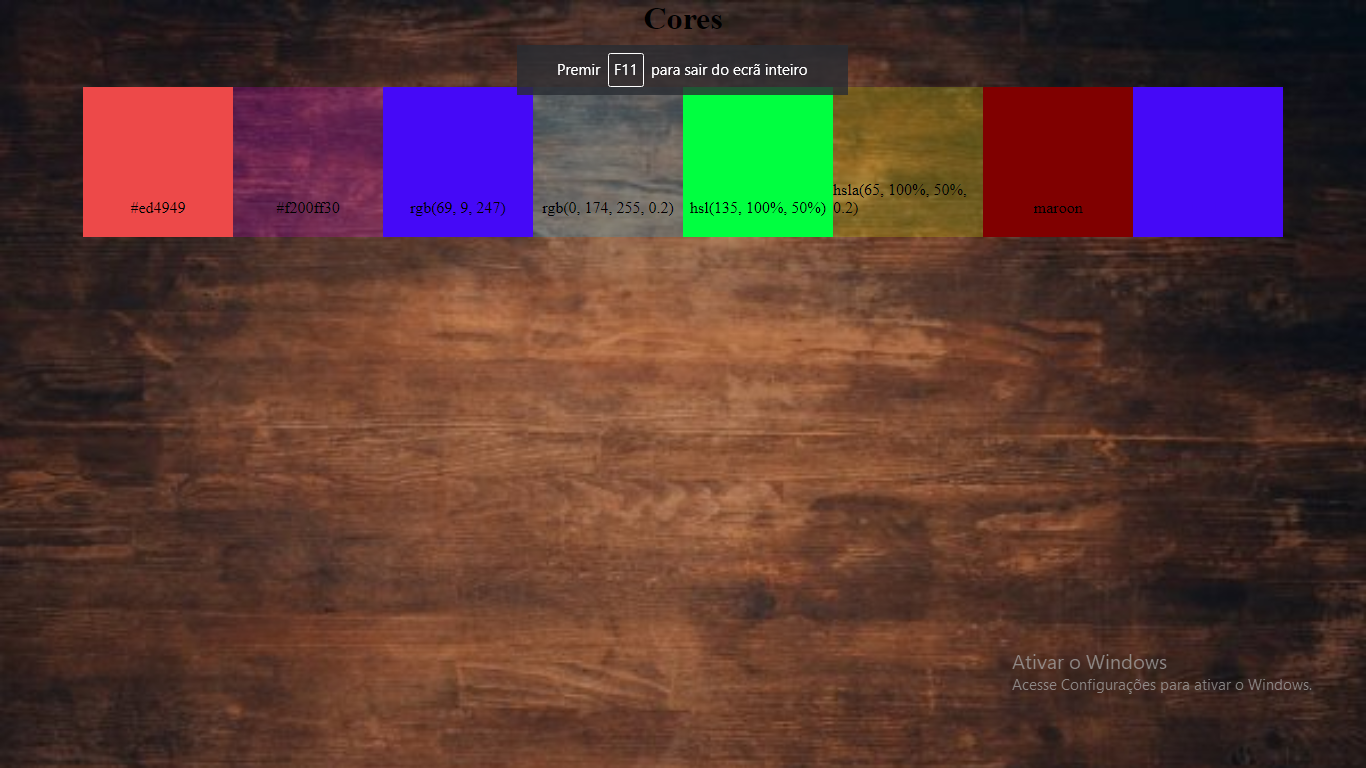 Cores
Premir F11 para sair do ecrã inteiro
#ed4949
#f200ff30
rgb(69, 9, 247)
rgb(0, 174, 255, 0.2)
hsl(135, 100%, 50%)
hsla(65, 100%, 50%,
0.2)
maroon
Ativar o Windows
Acesse Configurações para ativar o Windows.